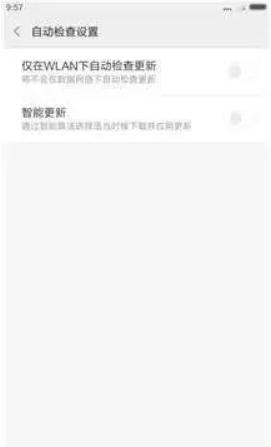 9:57
自动检查设置
仅在WLAN下自动检查更新
将不会在数据网络下自动检查更新
智能更新
通过智能算法选择适当时候下载并应用更新